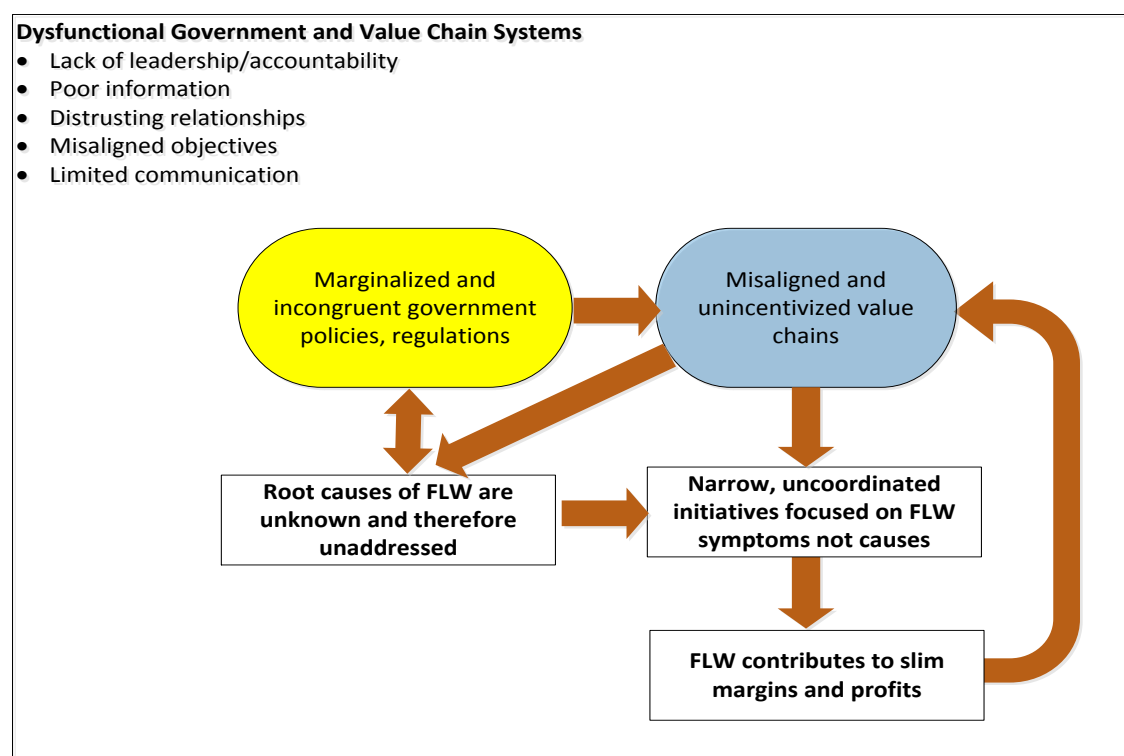 Dysfunctional Government and Value Chain Systems
• Lack of leadership/accountability
• Poor information
• Distrusting relationships
• Misaligned objectives
• Limited communication
Marginalized and
incongruent government
policies, regulations
Misaligned and
unincentivized value
chains
Root causes of FLW are
unknown and therefore
unaddressed
Narrow, uncoordinated
initiatives focused on FLW
symptoms not causes
FLW contributes to slim
margins and profits